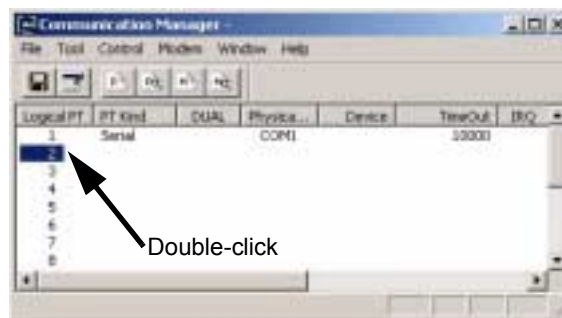 Communication Manager -
File Tool Control Modem Window Help
Logical PT PT Kind DUAL Physica... Device TimeOut IRQ
1 Serial COM1 10000
2
3
4
5
6
7
8
Double-click